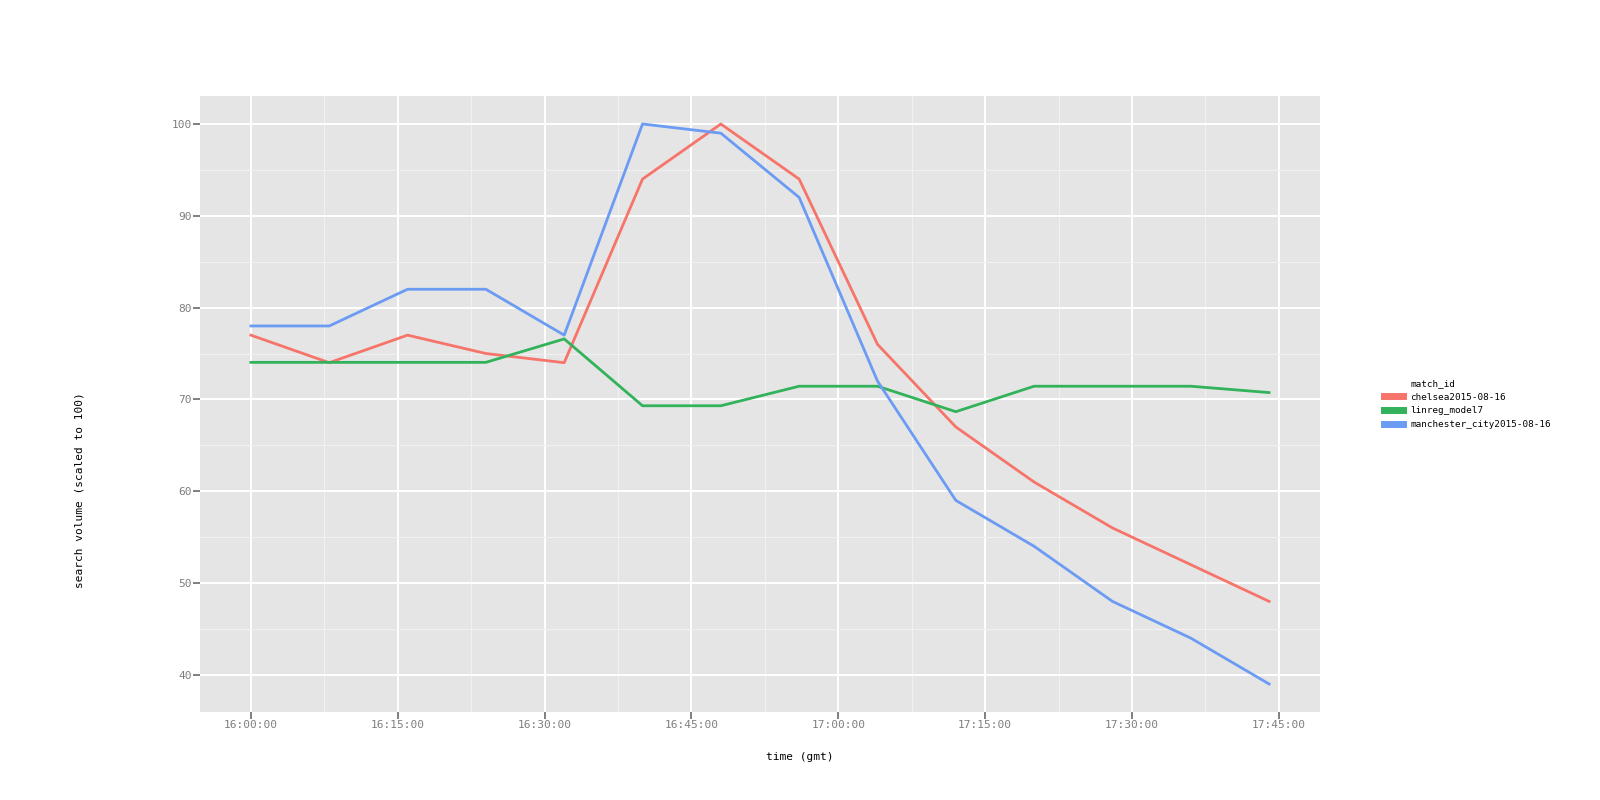 search volume (scaled to 100)
100
90
80
70
60
50
40
16:00:00 16:15:00 16:30:00 16:45:00 17:00:00 17:15:00 17:30:00 17:45:00
time (gmt)
match_id
chelsea2015-08-16
linreg_model7
manchester_city2015-08-16